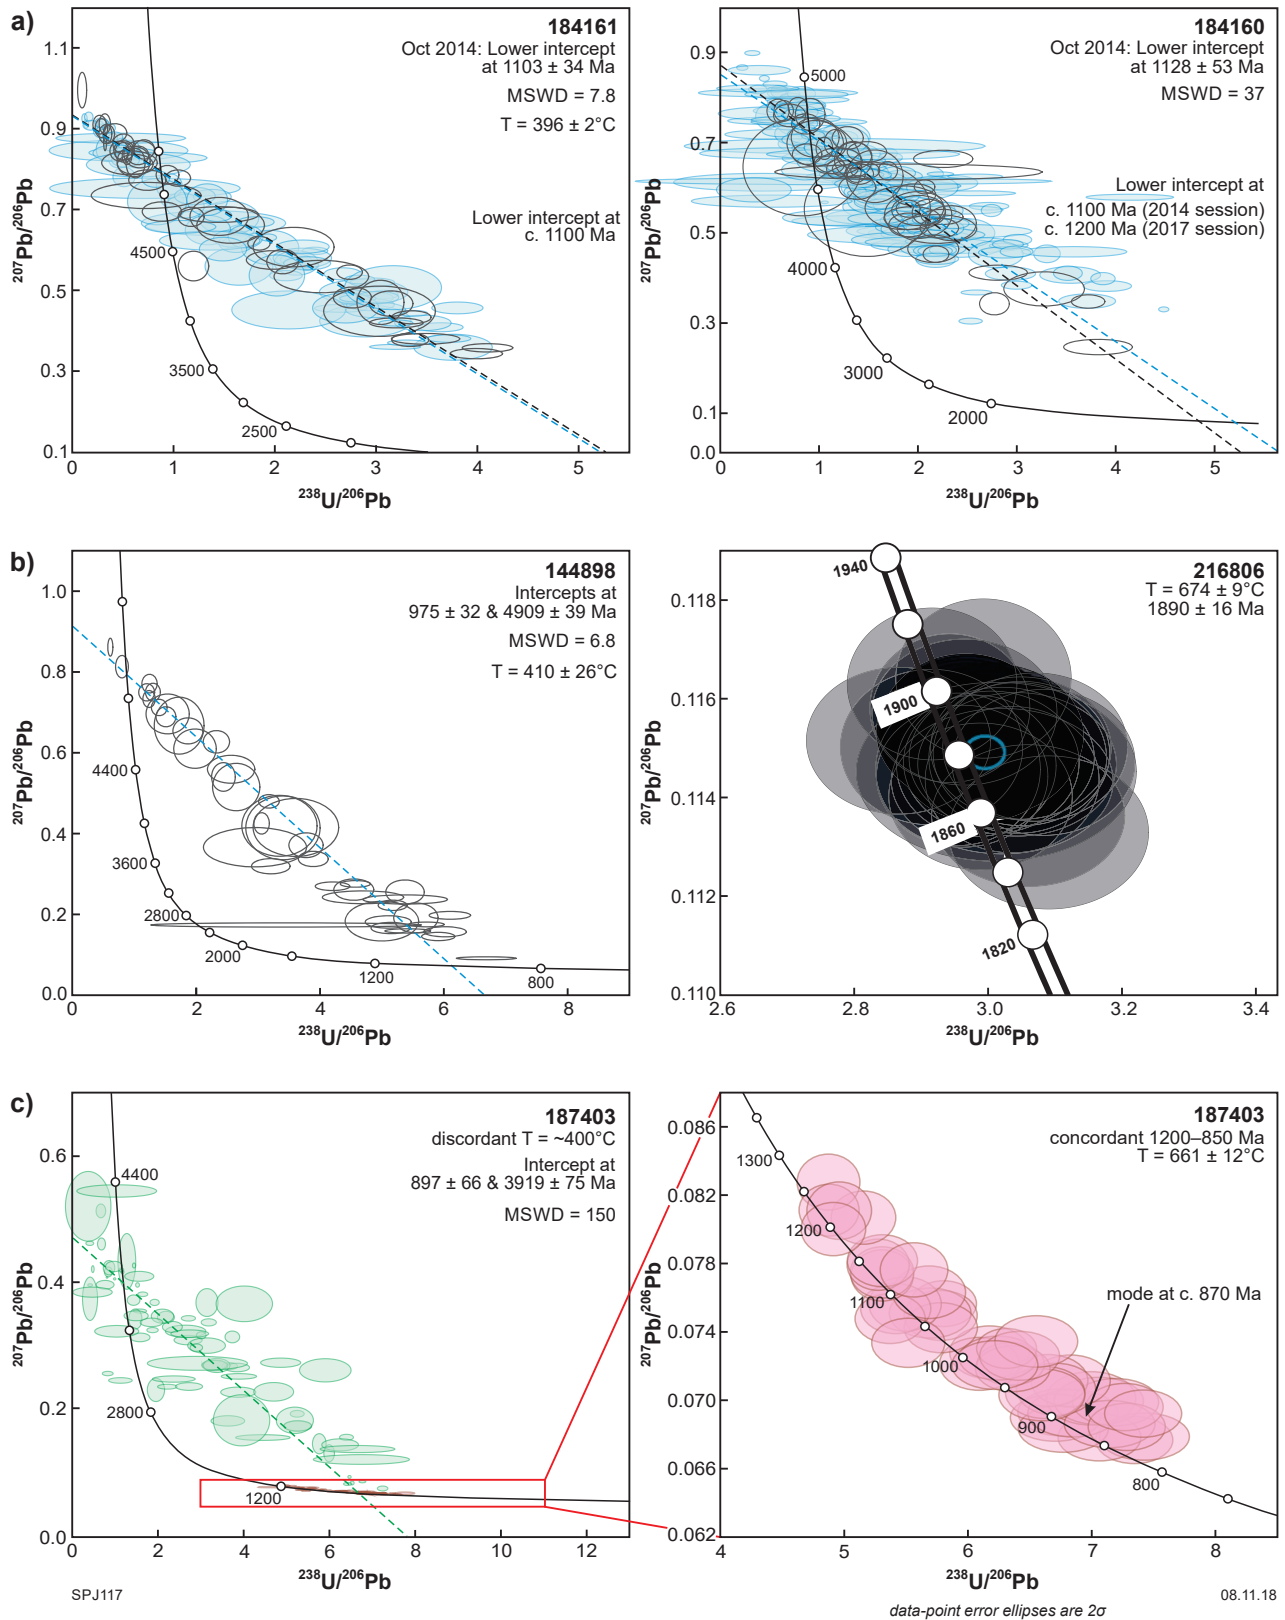 a)
184161
Oct 2014: Lower intercept
at 1103 ± 34 Ma
MSWD = 7.8
T = 396 ± 2°C
Lower intercept at
c. 1100 Ma
4500
3500
2500
1.1
0.9
0.7
0.5
0.3
0.1
0 1 2 3 4 5
207Pb/206Pb
238U/206Pb
184160
Oct 2014: Lower intercept
at 1128 ± 53 Ma
MSWD = 37
Lower intercept at
c. 1100 Ma (2014 session)
c. 1200 Ma (2017 session)
5000
4000
3000
2000
0.9
0.7
0.5
0.3
0.1
0.0
0 1 2 3 4 5
207Pb/206Pb
238U/206Pb
b)
144898
Intercepts at
975 ± 32 & 4909 ± 39 Ma
MSWD = 6.8
T = 410 ± 26°C
4400
3600
2800
2000
1200
800
1.0
0.8
0.6
0.4
0.2
0.0
0 2 4 6 8
207Pb/206Pb
238U/206Pb
216806
T = 674 ± 9°C
1890 ± 16 Ma
1940
1900
1860
1820
0.118
0.116
0.114
0.112
0.110
2.6 2.8 3.0 3.2 3.4
207Pb/206Pb
238U/206Pb
c)
187403
discordant T = ~400°C
Intercept at
897 ± 66 & 3919 ± 75 Ma
MSWD = 150
4400
2800
1200
0.6
0.4
0.2
0.0
0 2 4 6 8 10 12
207Pb/206Pb
238U/206Pb
187403
concordant 1200–850 Ma
T = 661 ± 12°C
mode at c. 870 Ma
1300
1200
1100
1000
900
800
0.086
0.082
0.078
0.074
0.070
0.066
0.062
4 5 6 7 8
207Pb/206Pb
238U/206Pb
SPJ117
08.11.18
data-point error ellipses are 2σ